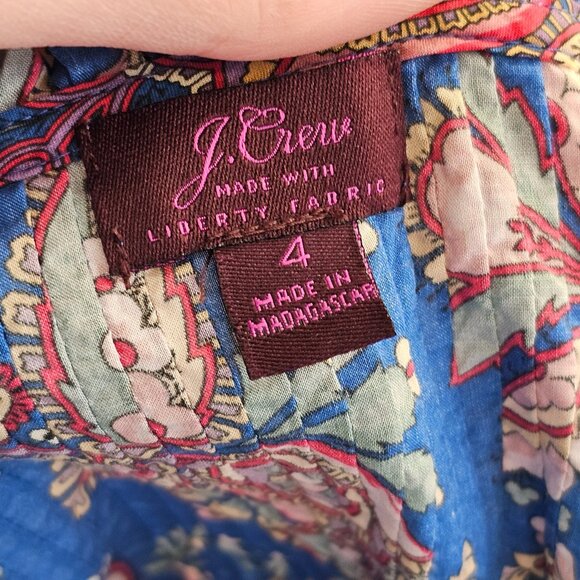 J.Crew
MADE WITH
LIBERTY FABRIC
4
MADE IN
MADAGASCAR